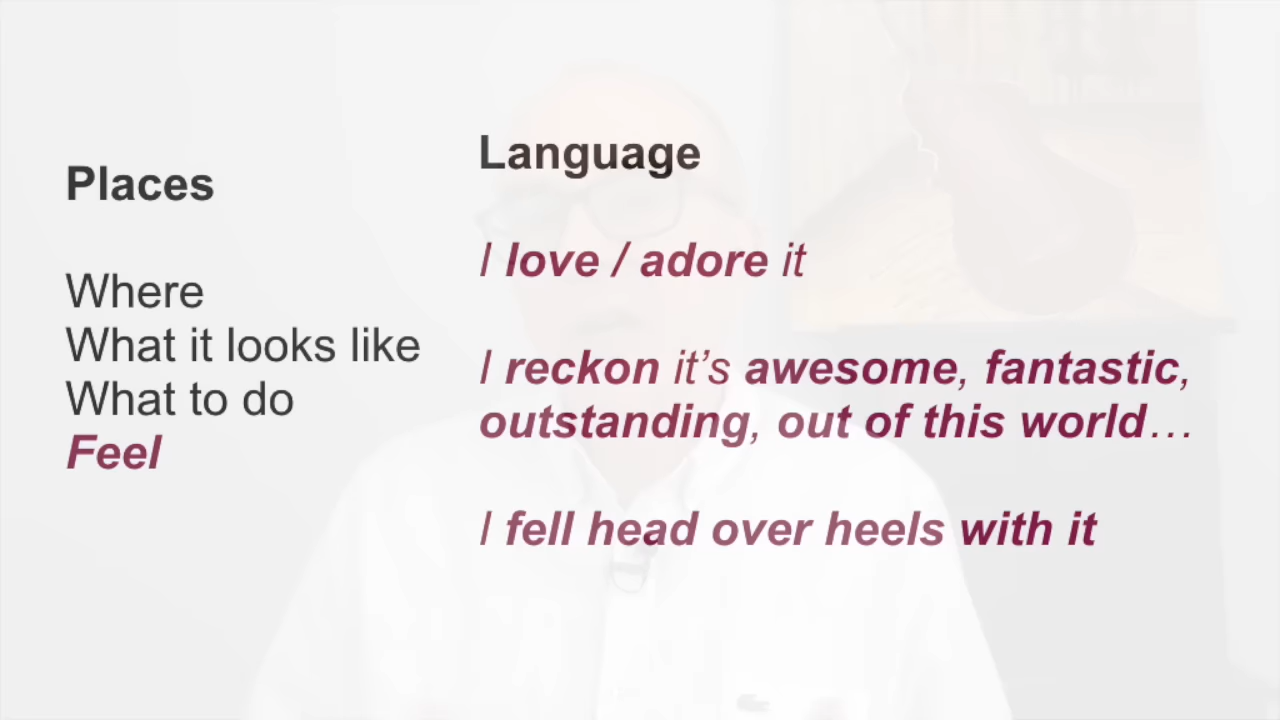 Places
Where
What it looks like
What to do
Feel
Language
I love / adore it
I reckon it’s awesome, fantastic,
outstanding, out of this world…
I fell head over heels with it